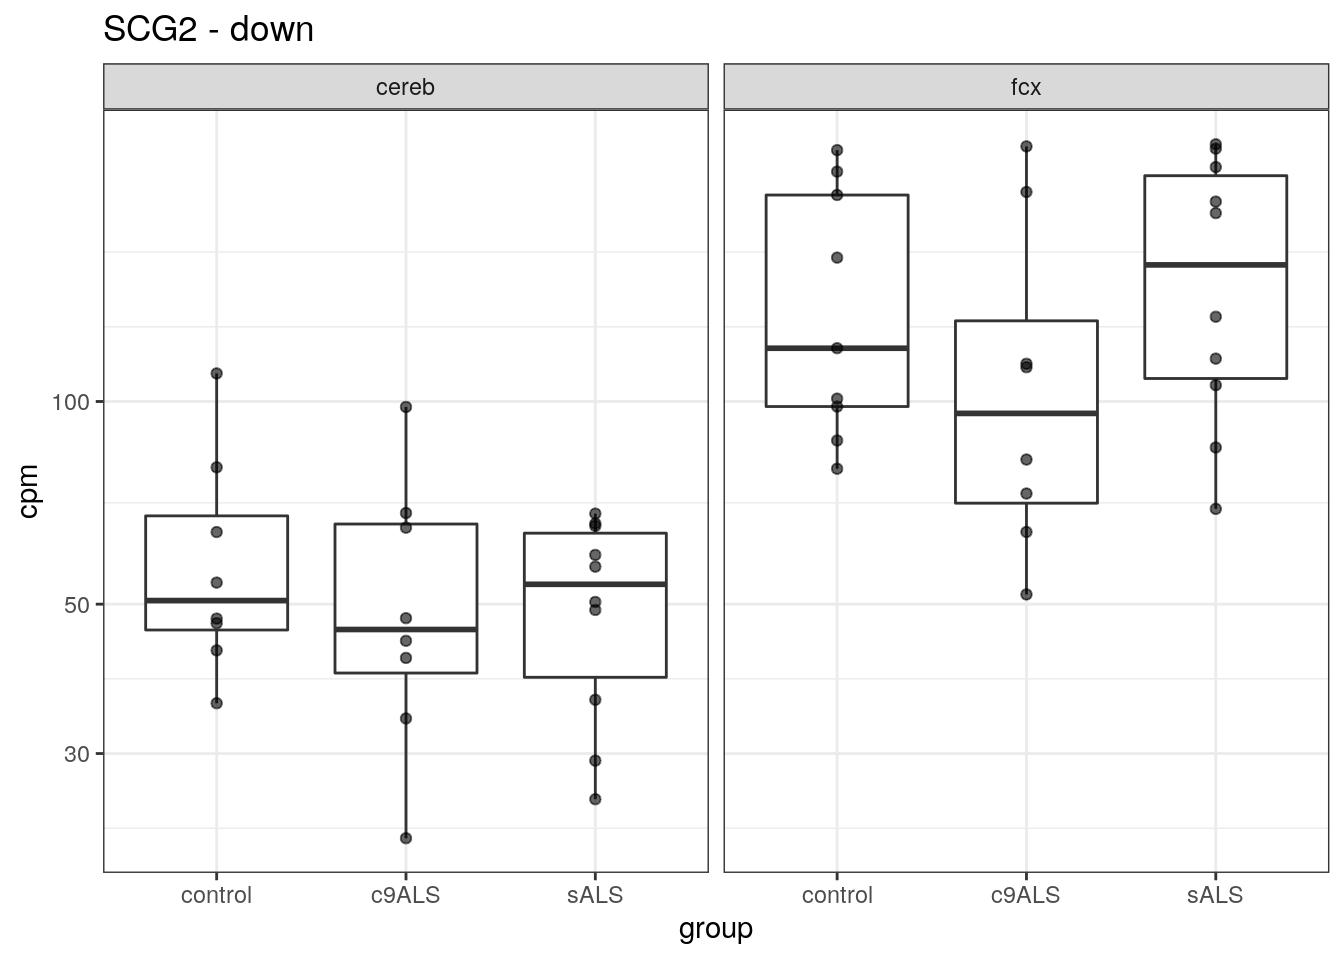 SCG2 - down
cereb
fcx
cpm
100
50
30
control
c9ALS
sALS
control
c9ALS
sALS
group